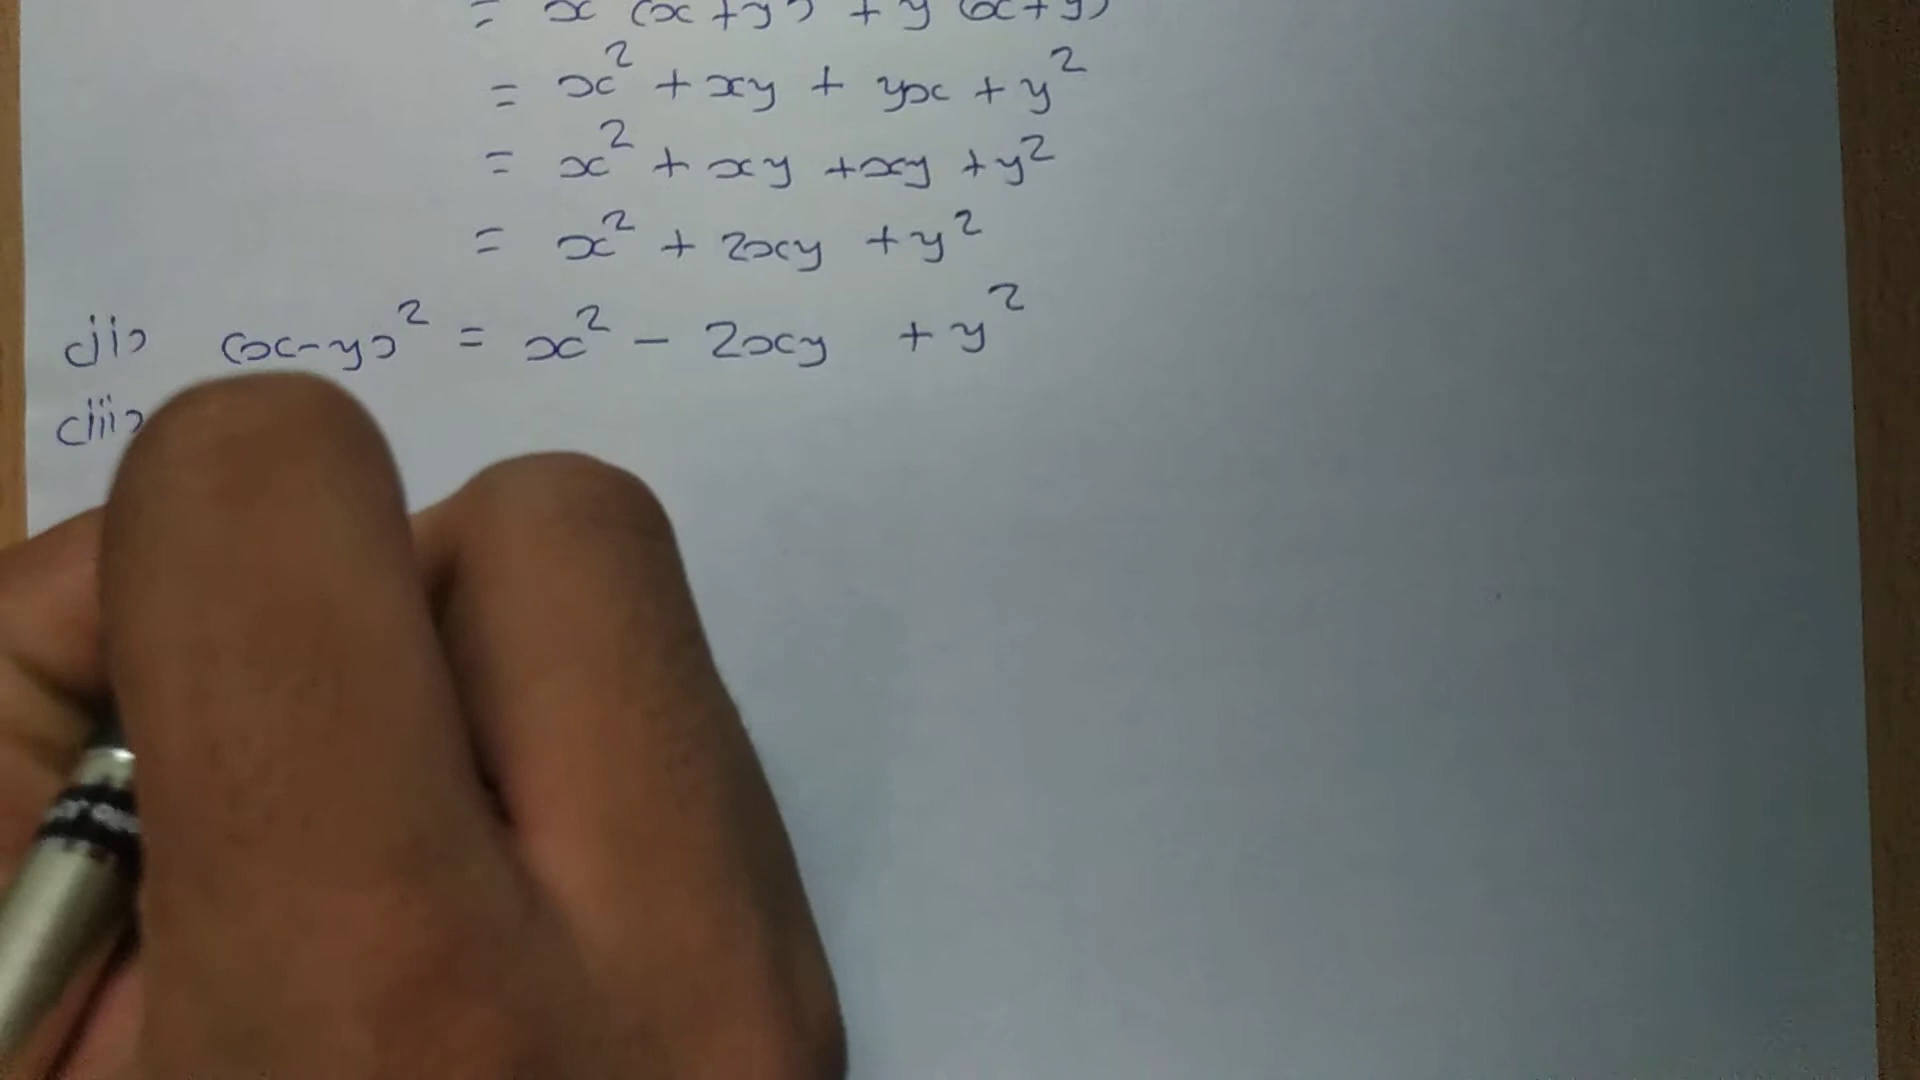 = x (x+y) + y (x+y)
= x² + xy + yx + y²
= x² + xy + xy + y²
= x² + 2xy + y²
(ii) (x-y)² = x² - 2xy + y²
(iii)